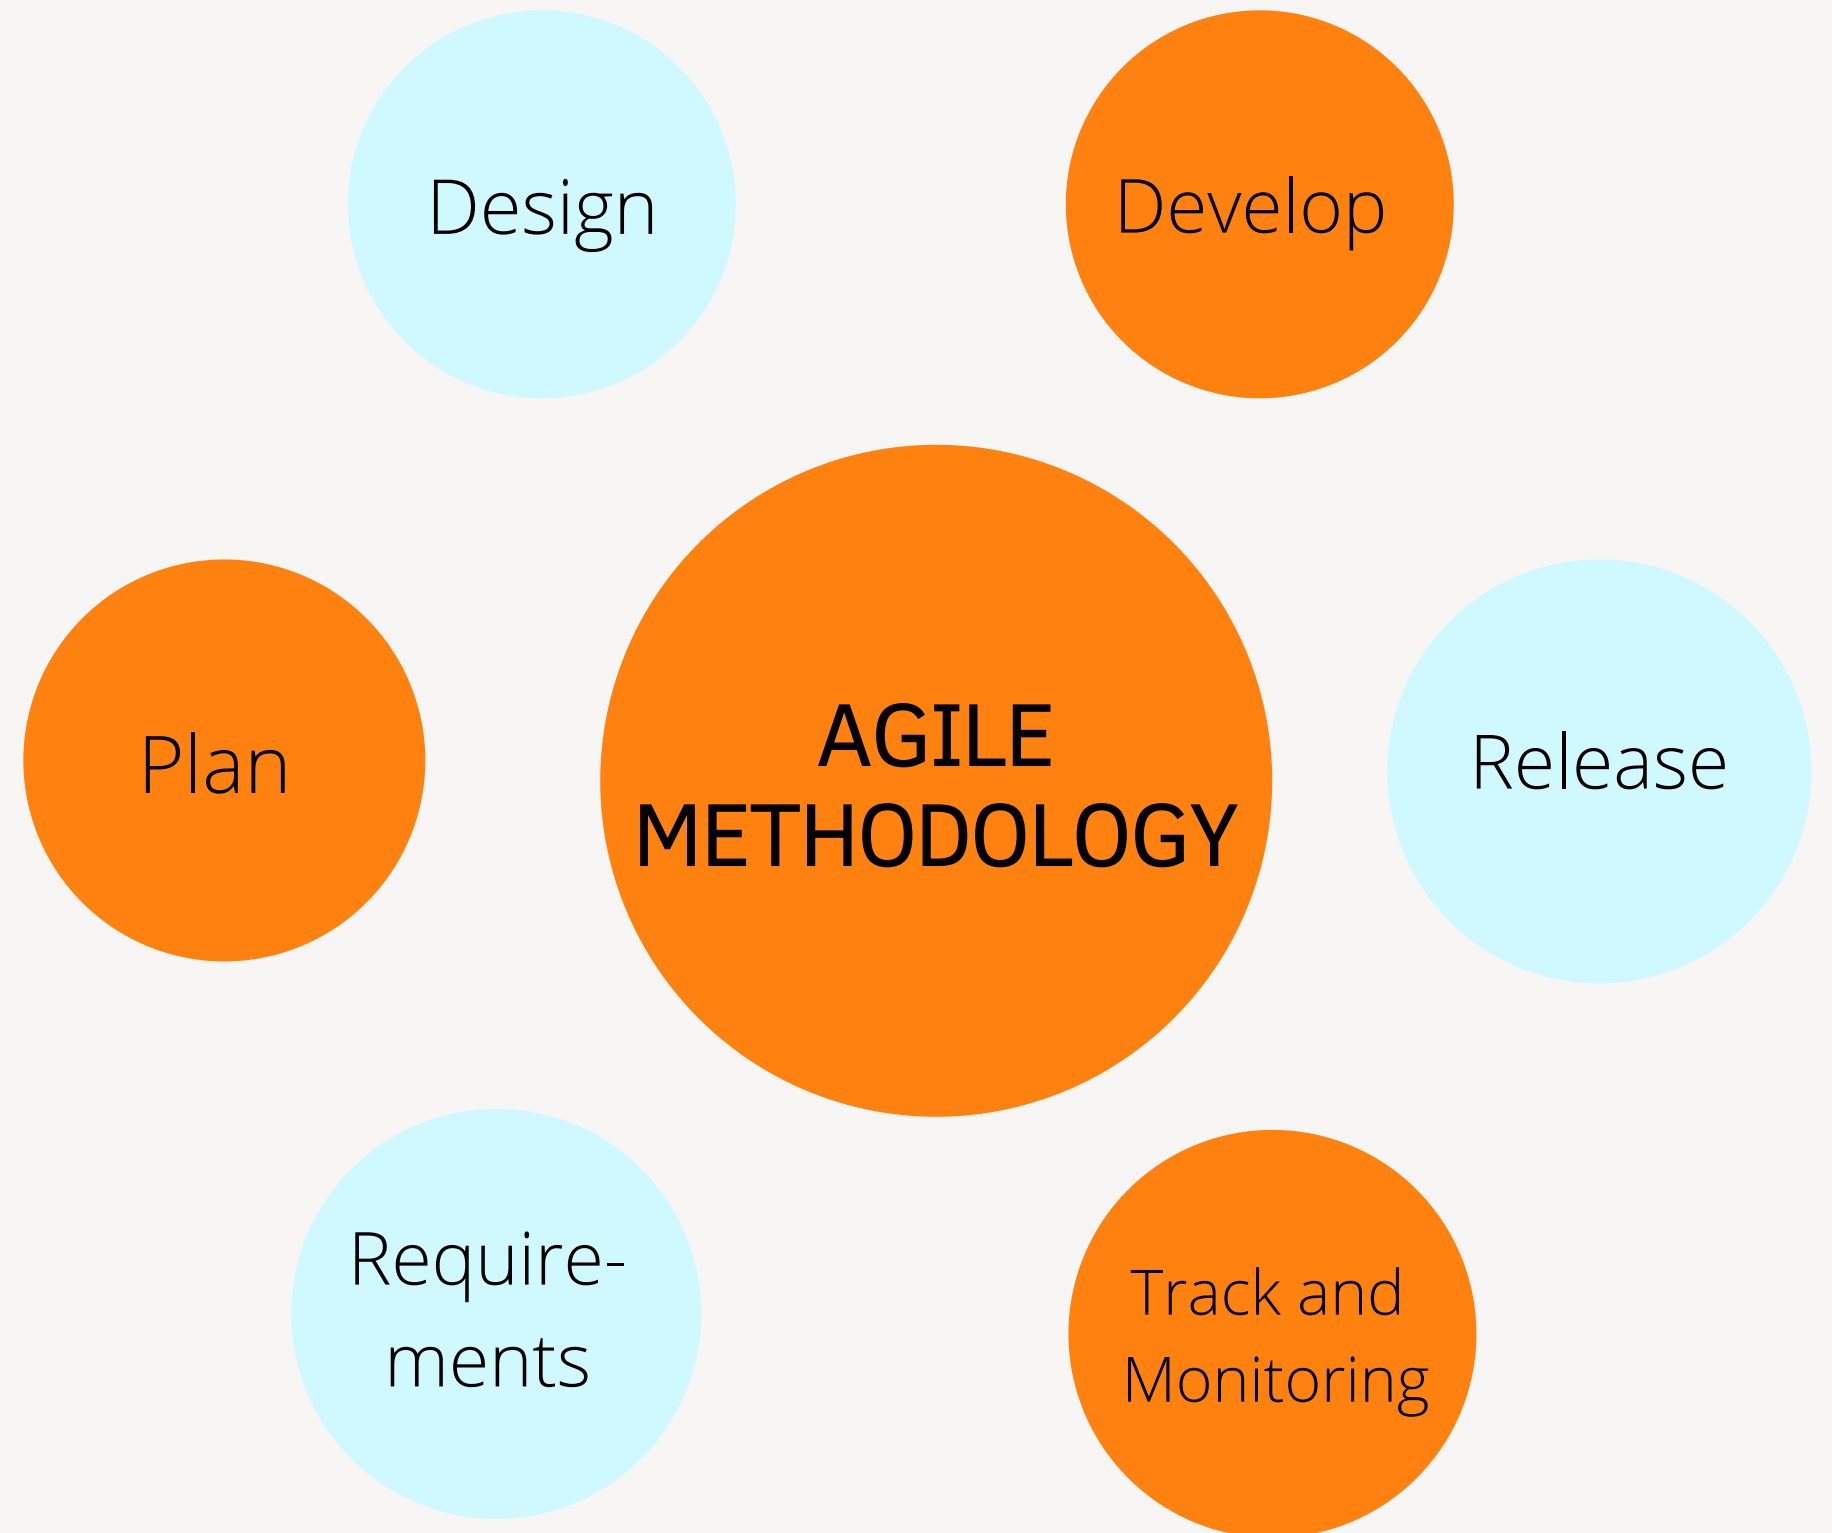 Design
Develop
Plan
AGILE
METHODOLOGY
Release
Require-
ments
Track and
Monitoring